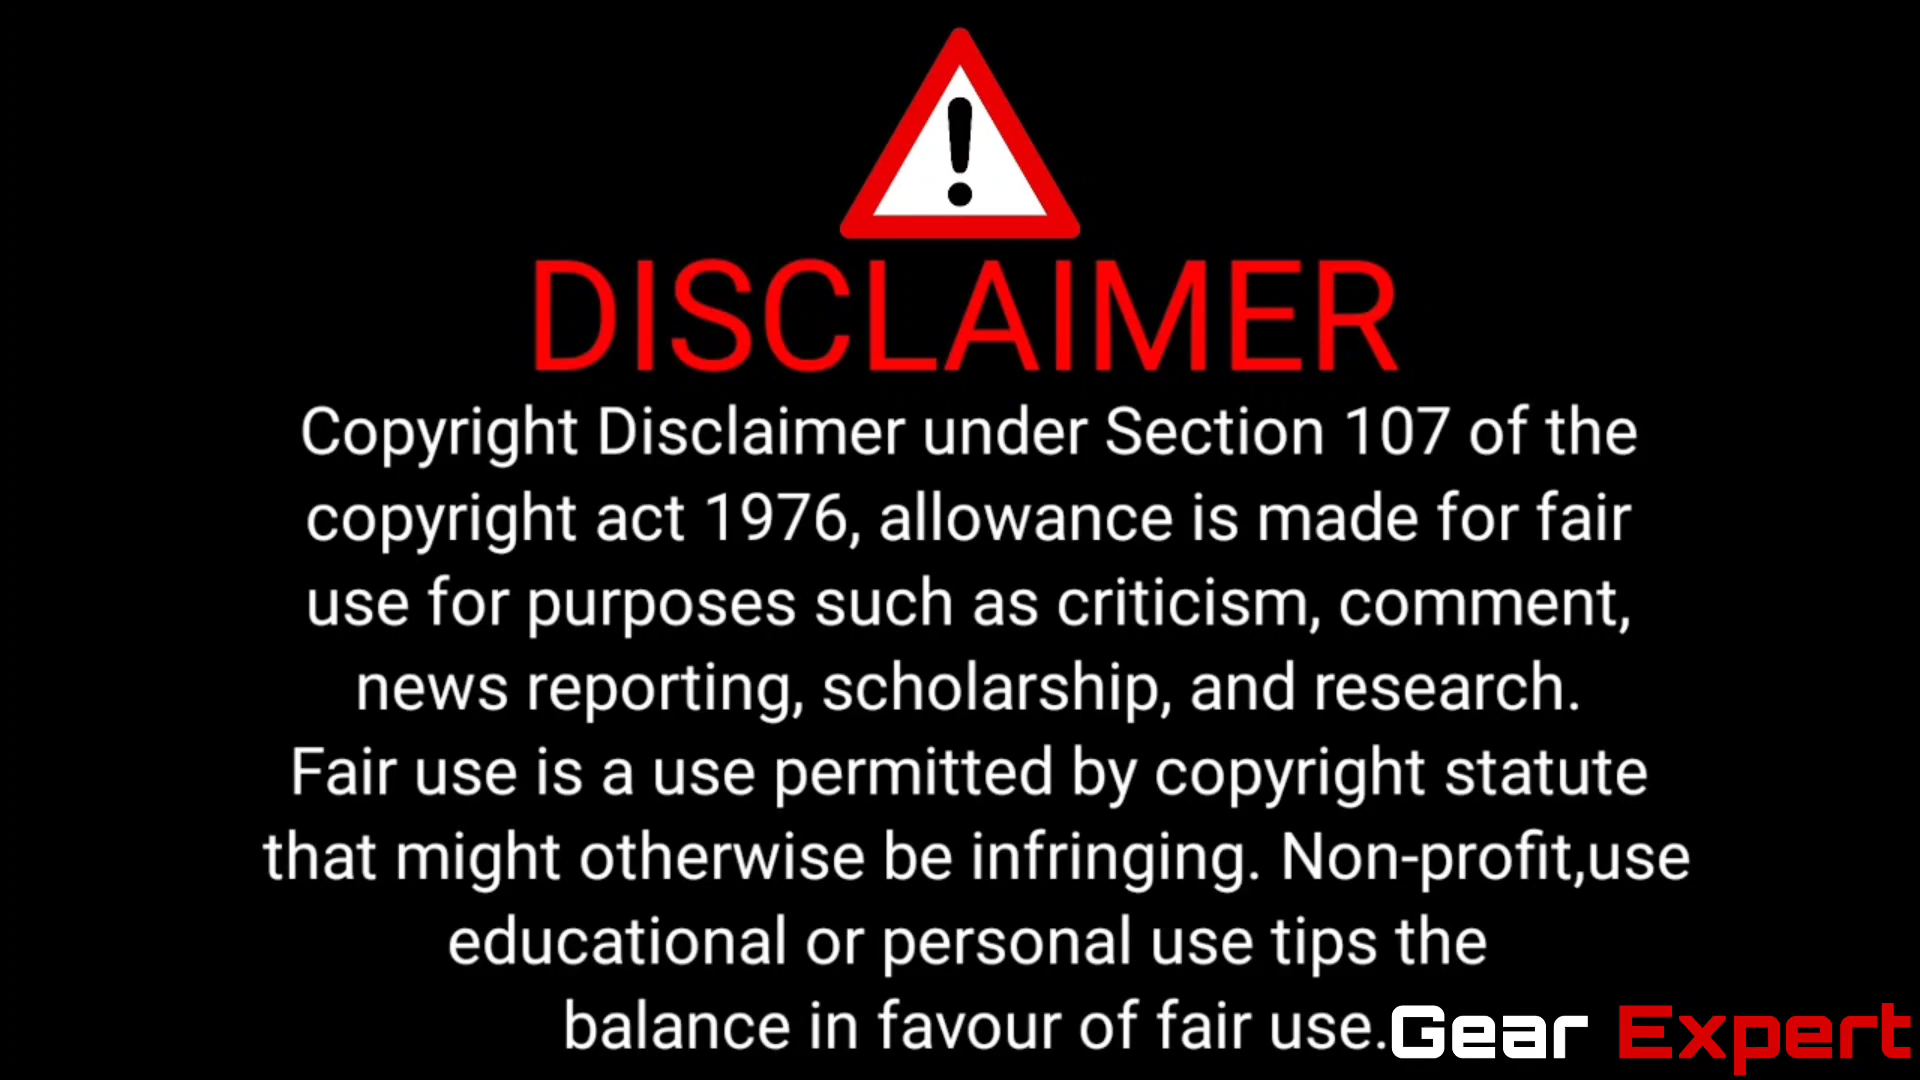 DISCLAIMER
Copyright Disclaimer under Section 107 of the
copyright act 1976, allowance is made for fair
use for purposes such as criticism, comment,
news reporting, scholarship, and research.
Fair use is a use permitted by copyright statute
that might otherwise be infringing. Non-profit,use
educational or personal use tips the
balance in favour of fair use.
Gear Expert